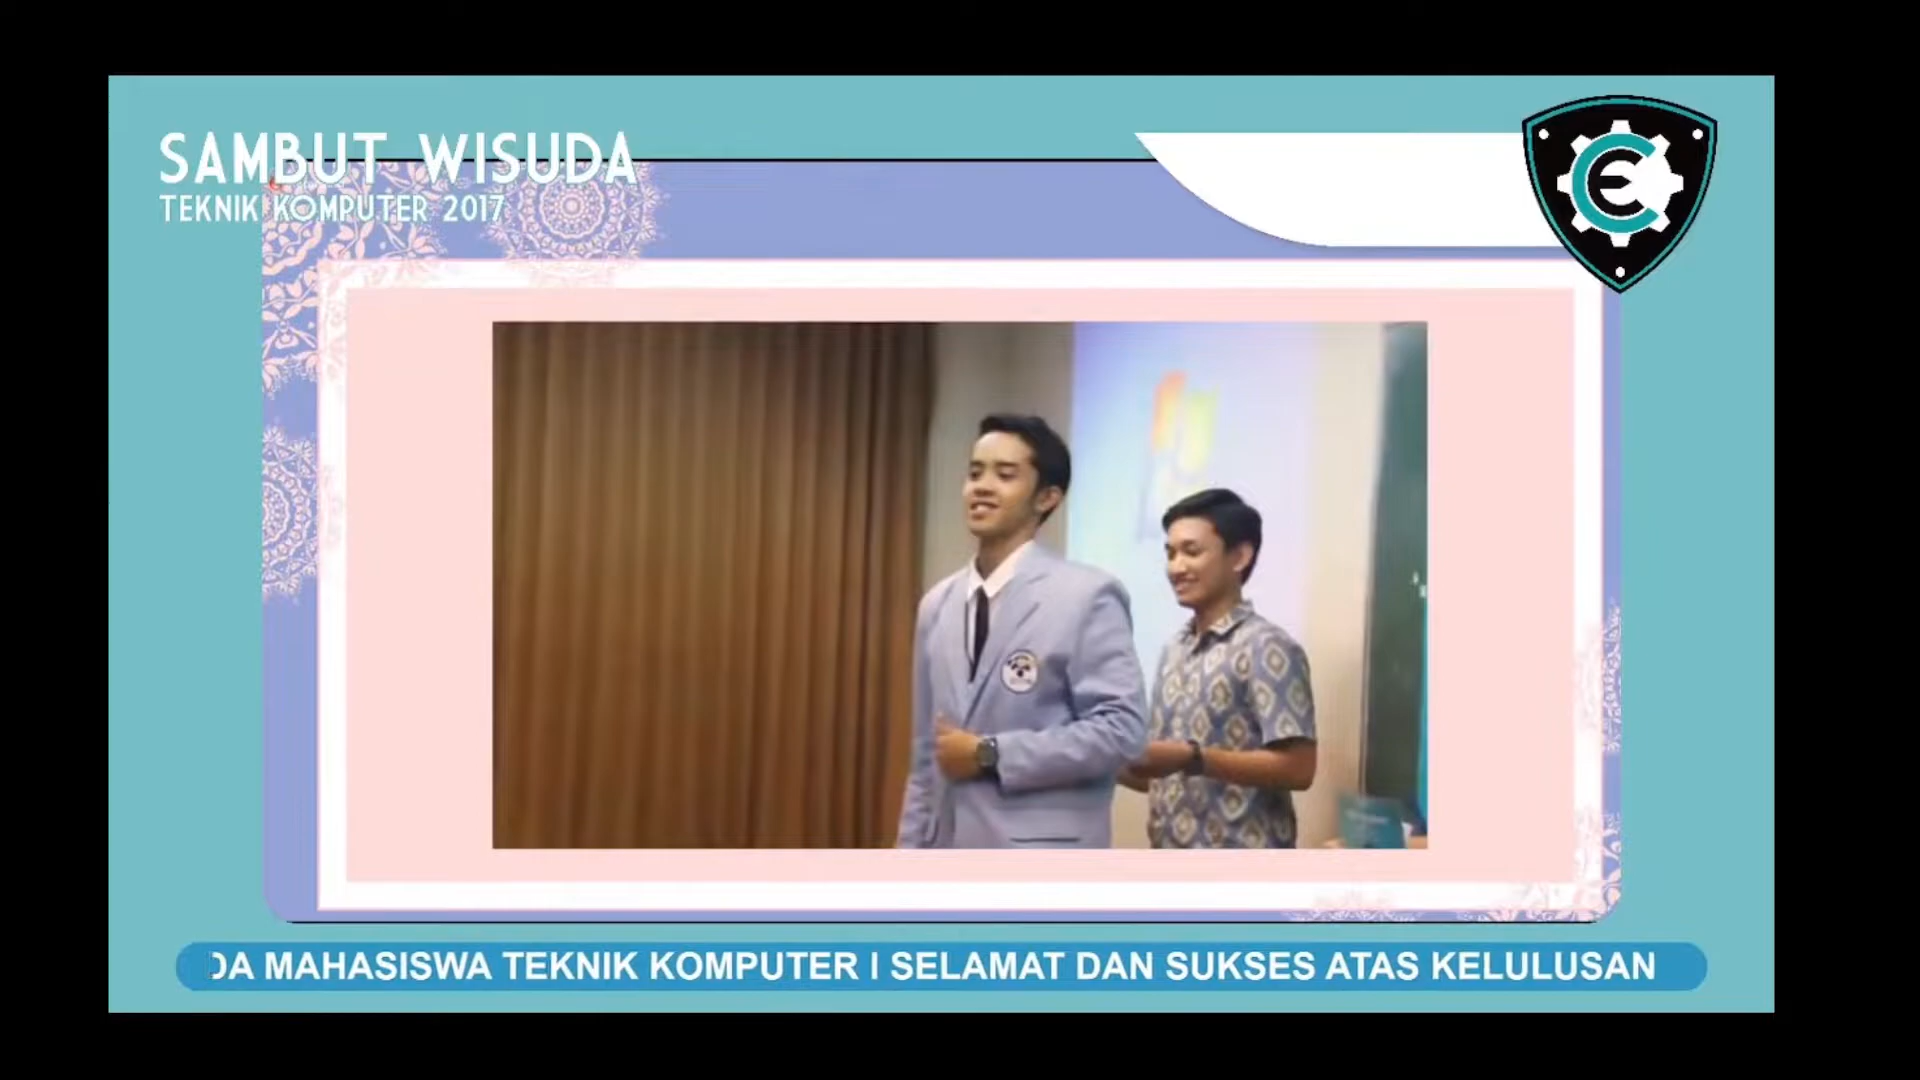 SAMBUT WISUDA
TEKNIK KOMPUTER 2017
DA MAHASISWA TEKNIK KOMPUTER I SELAMAT DAN SUKSES ATAS KELULUSAN